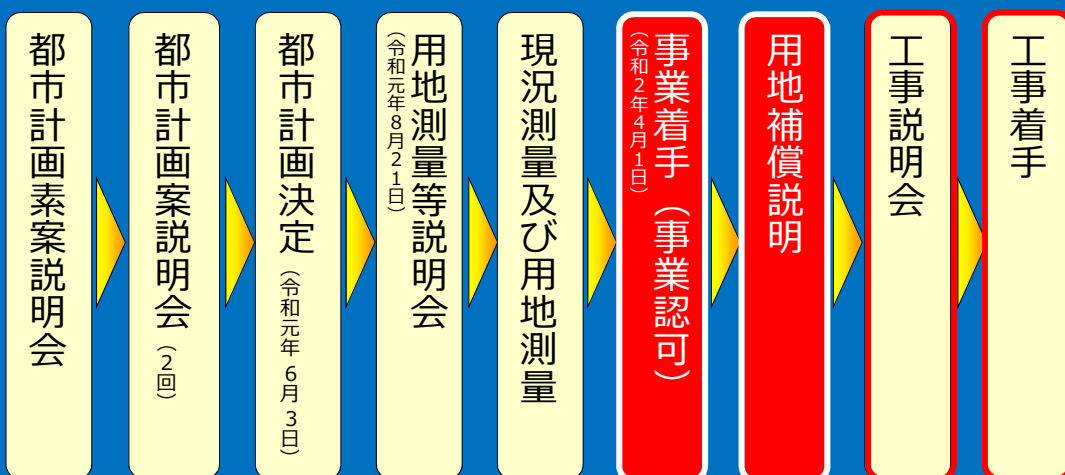 都市計画素案説明会
都市計画案説明会（2回）
都市計画決定（令和元年 6月 3日）
用地測量等説明会
（令和元年8月21日）
現況測量及び用地測量
事業着手（事業認可）
（令和2年4月1日）
用地補償説明
工事説明会
工事着手